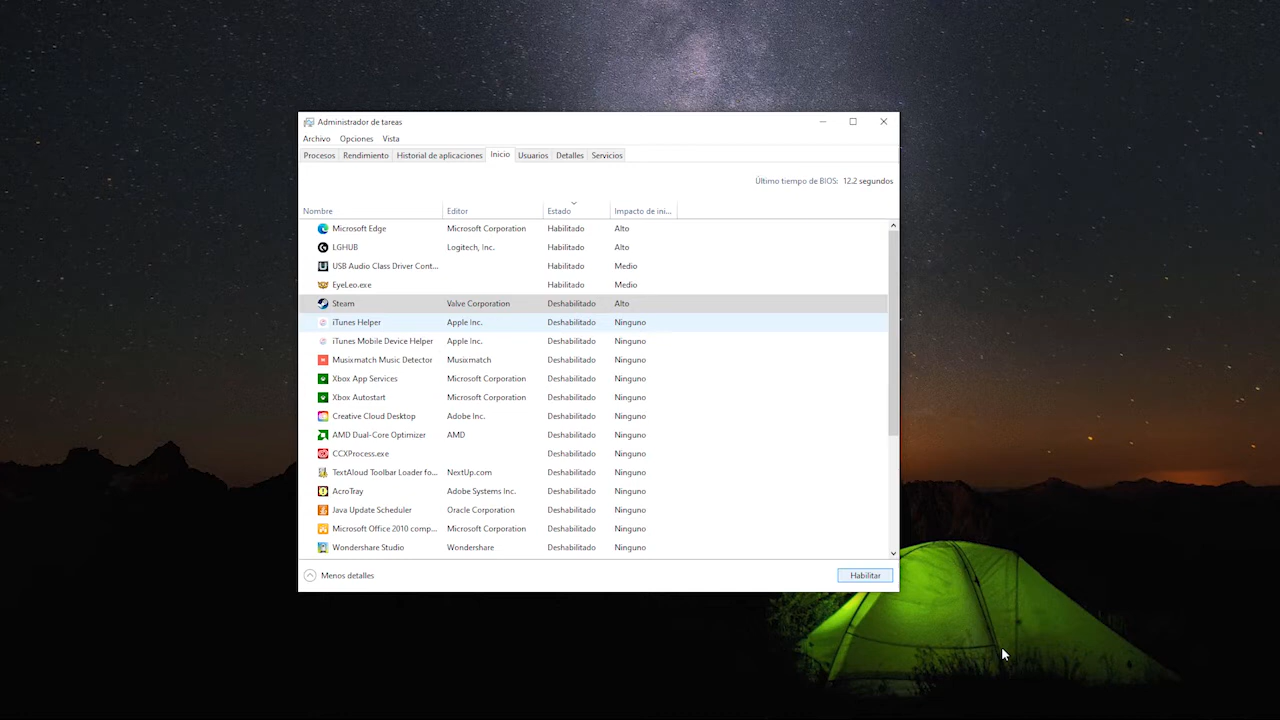 Administrador de tareas
Archivo Opciones Vista
Procesos Rendimiento Historial de aplicaciones Inicio Usuarios Detalles Servicios
Último tiempo de BIOS: 12.2 segundos
Nombre Editor Estado Impacto de ini...
Microsoft Edge Microsoft Corporation Habilitado Alto
LGHUB Logitech, Inc. Habilitado Alto
USB Audio Class Driver Cont... Habilitado Medio
EyeLeo.exe Habilitado Medio
Steam Valve Corporation Deshabilitado Alto
iTunes Helper Apple Inc. Deshabilitado Ninguno
iTunes Mobile Device Helper Apple Inc. Deshabilitado Ninguno
Musixmatch Music Detector Musixmatch Deshabilitado Ninguno
Xbox App Services Microsoft Corporation Deshabilitado Ninguno
Xbox Autostart Microsoft Corporation Deshabilitado Ninguno
Creative Cloud Desktop Adobe Inc. Deshabilitado Ninguno
AMD Dual-Core Optimizer AMD Deshabilitado Ninguno
CCXProcess.exe Deshabilitado Ninguno
TextAloud Toolbar Loader fo... NextUp.com Deshabilitado Ninguno
AcroTray Adobe Systems Inc. Deshabilitado Ninguno
Java Update Scheduler Oracle Corporation Deshabilitado Ninguno
Microsoft Office 2010 comp... Microsoft Corporation Deshabilitado Ninguno
Wondershare Studio Wondershare Deshabilitado Ninguno
Menos detalles Habilitar